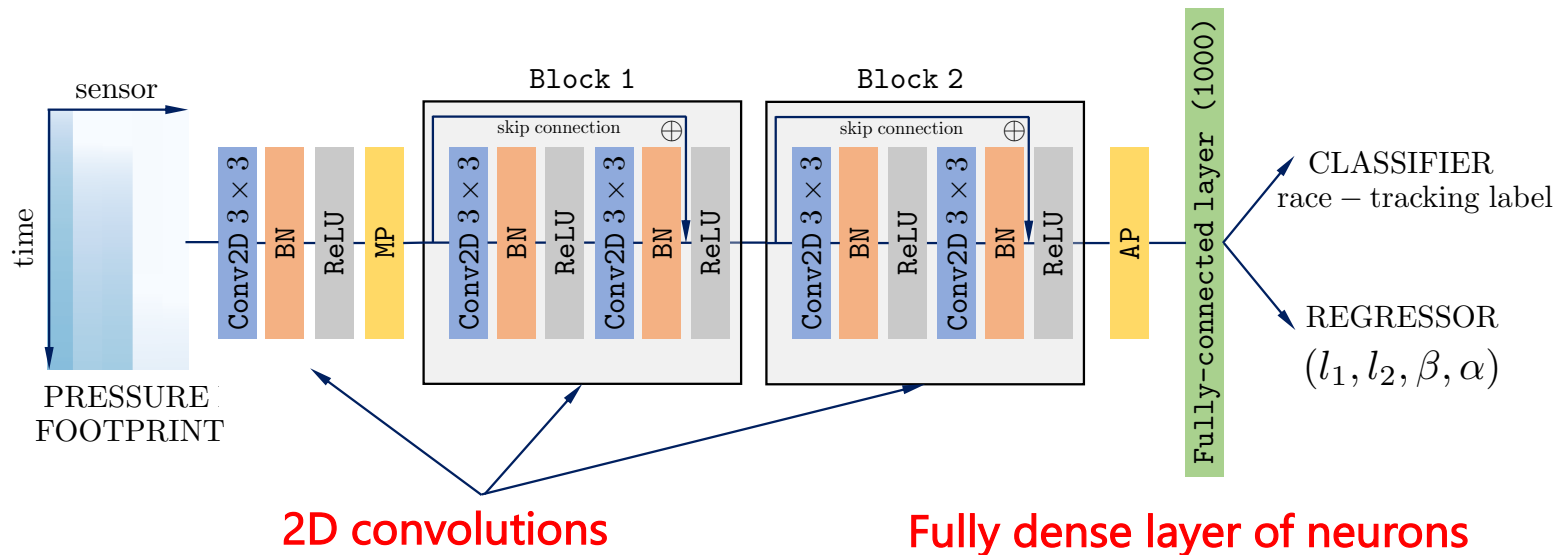 sensor
time
PRESSURE
FOOTPRINT
Conv2D 3 × 3
BN
ReLU
MP
Block 1
skip connection ⊕
Conv2D 3 × 3
BN
ReLU
Conv2D 3 × 3
BN
ReLU
Block 2
skip connection ⊕
Conv2D 3 × 3
BN
ReLU
Conv2D 3 × 3
BN
ReLU
AP
Fully-connected layer (1000)
CLASSIFIER
race − tracking label
REGRESSOR
(l₁, l₂, β, α)
2D convolutions
Fully dense layer of neurons